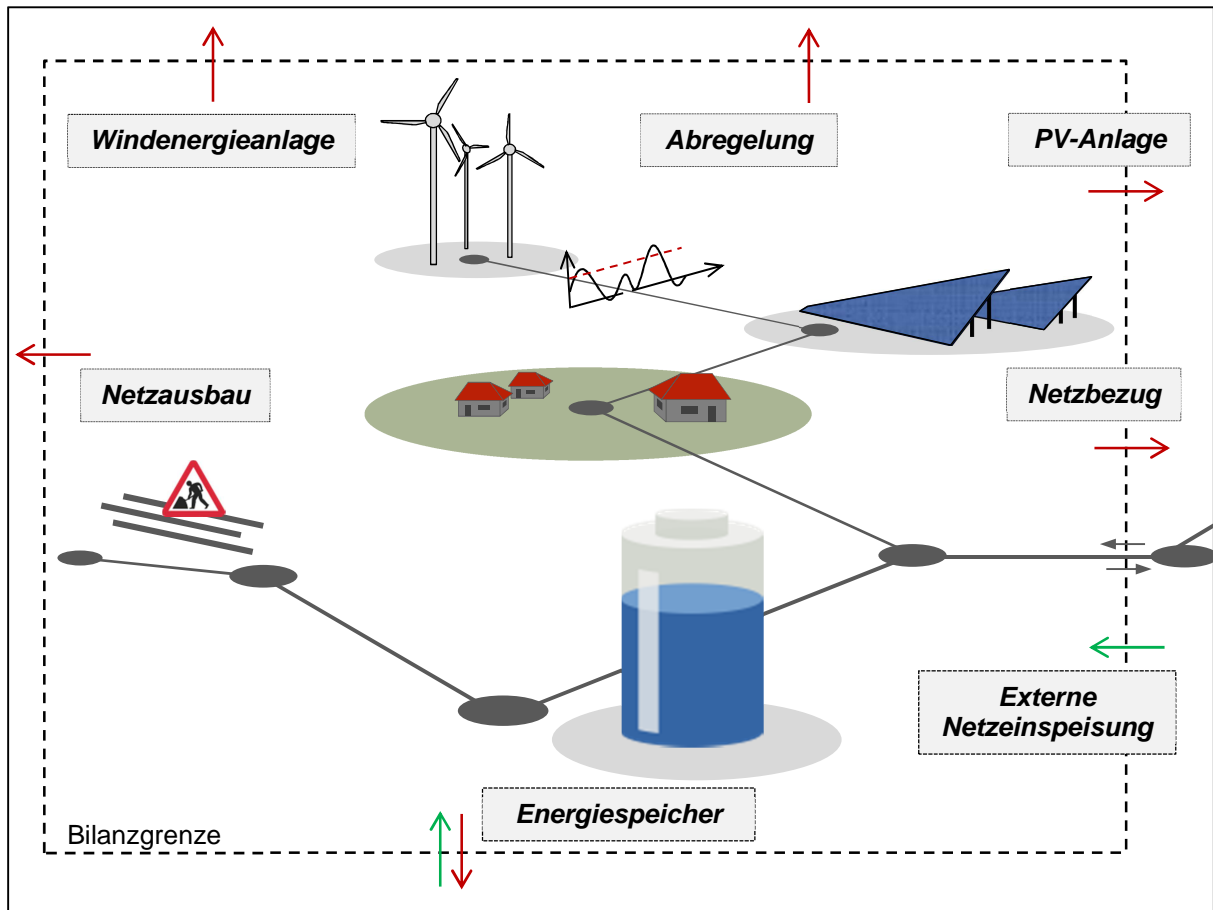 Windenergieanlage
Abregelung
PV-Anlage
Netzausbau
Netzbezug
Externe
Netzeinspeisung
Energiespeicher
Bilanzgrenze